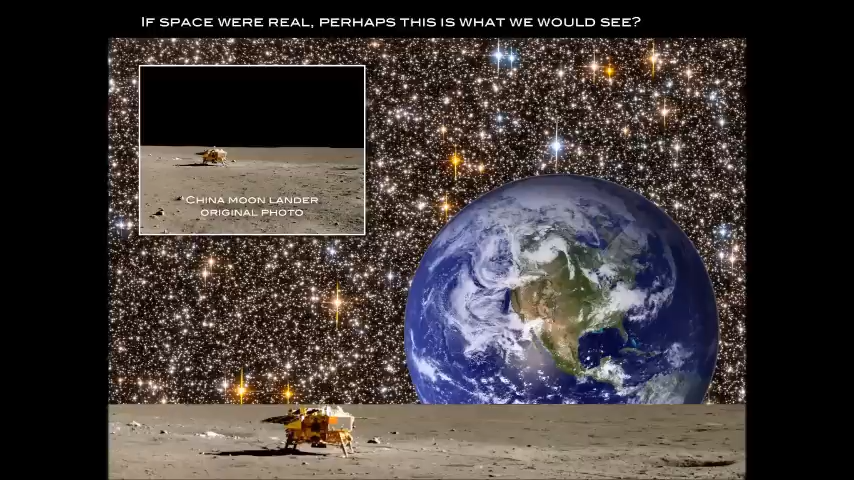 If space were real, perhaps this is what we would see?
*China moon lander
original photo